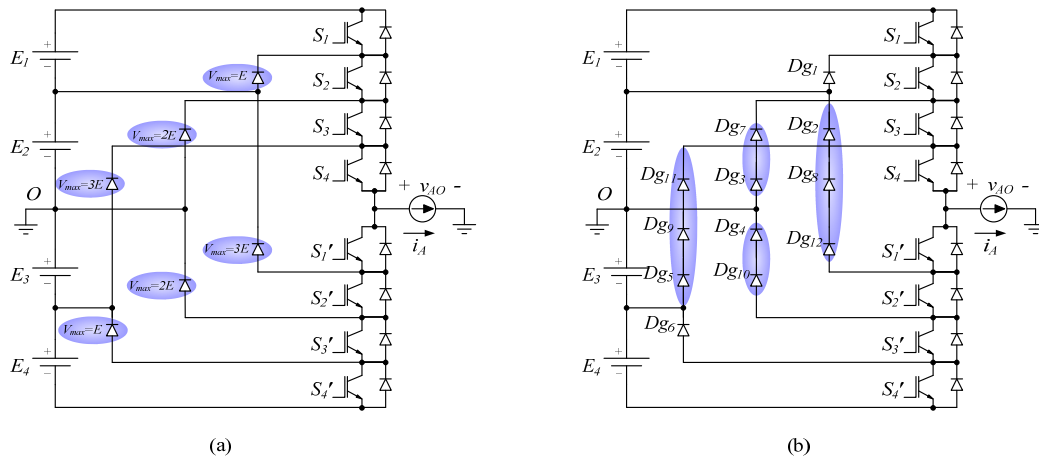 S1
E1
+
−
Vmax=E
S2
Vmax=2E
S3
E2
+
−
Vmax=3E
S4
O
+ vAO -
iA
Vmax=3E
S1′
E3
+
−
Vmax=2E
S2′
Vmax=E
S3′
E4
+
−
S4′
(a)
S1
E1
+
−
Dg1
S2
Dg7
Dg2
S3
E2
+
−
Dg11
Dg3
Dg8
S4
O
+ vAO -
iA
Dg9
Dg4
Dg12
S1′
E3
+
−
Dg5
Dg10
S2′
Dg6
S3′
E4
+
−
S4′
(b)